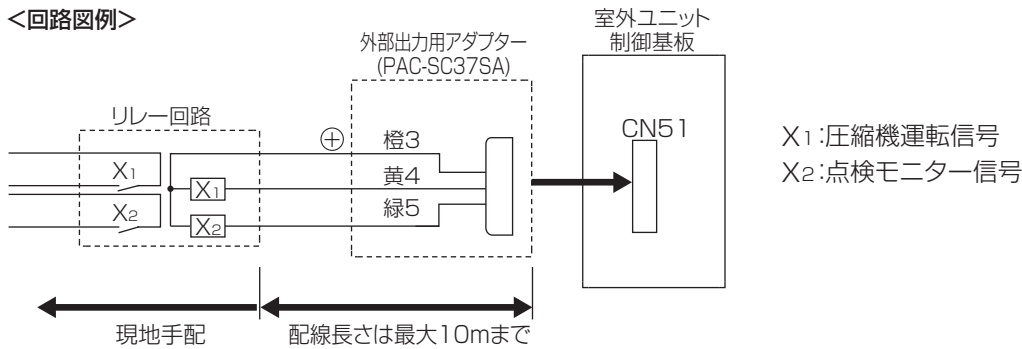 <回路図例>
室外ユニット
制御基板
外部出力用アダプター
(PAC-SC37SA)
リレー回路
⊕
橙3
黄4
緑5
X1
X2
X1
X2
CN51
X1:圧縮機運転信号
X2:点検モニター信号
現地手配
配線長さは最大10mまで